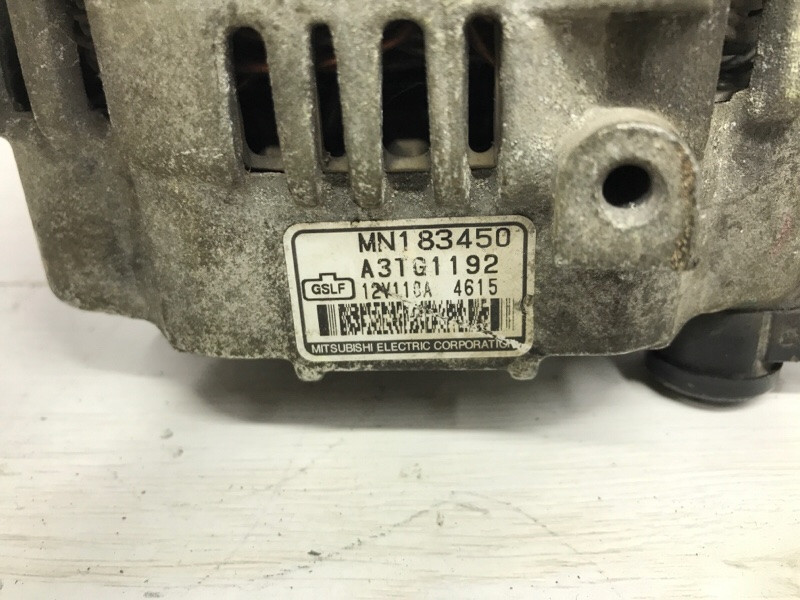 MN183450
A3TG1192
GSLF 12V110A 4615
MITSUBISHI ELECTRIC CORPORATION